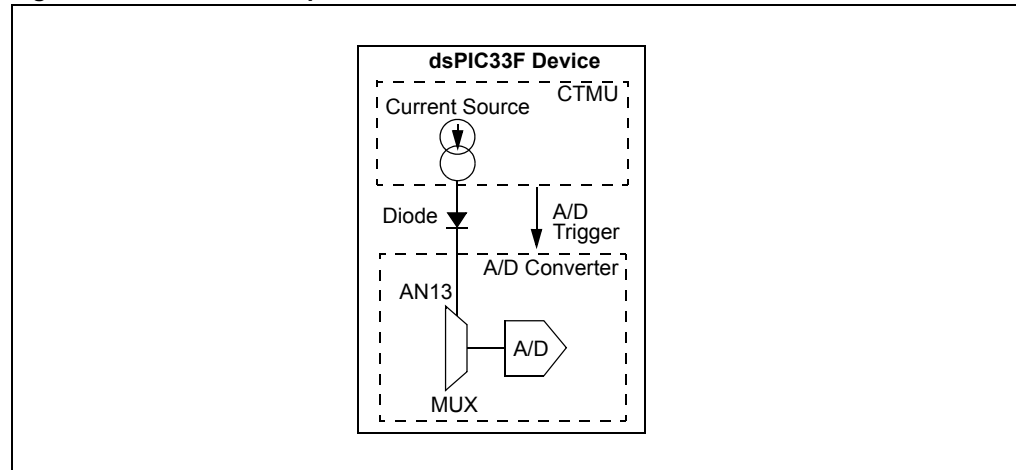 dsPIC33F Device
CTMU
Current Source
Diode
A/D
Trigger
A/D Converter
AN13
A/D
MUX